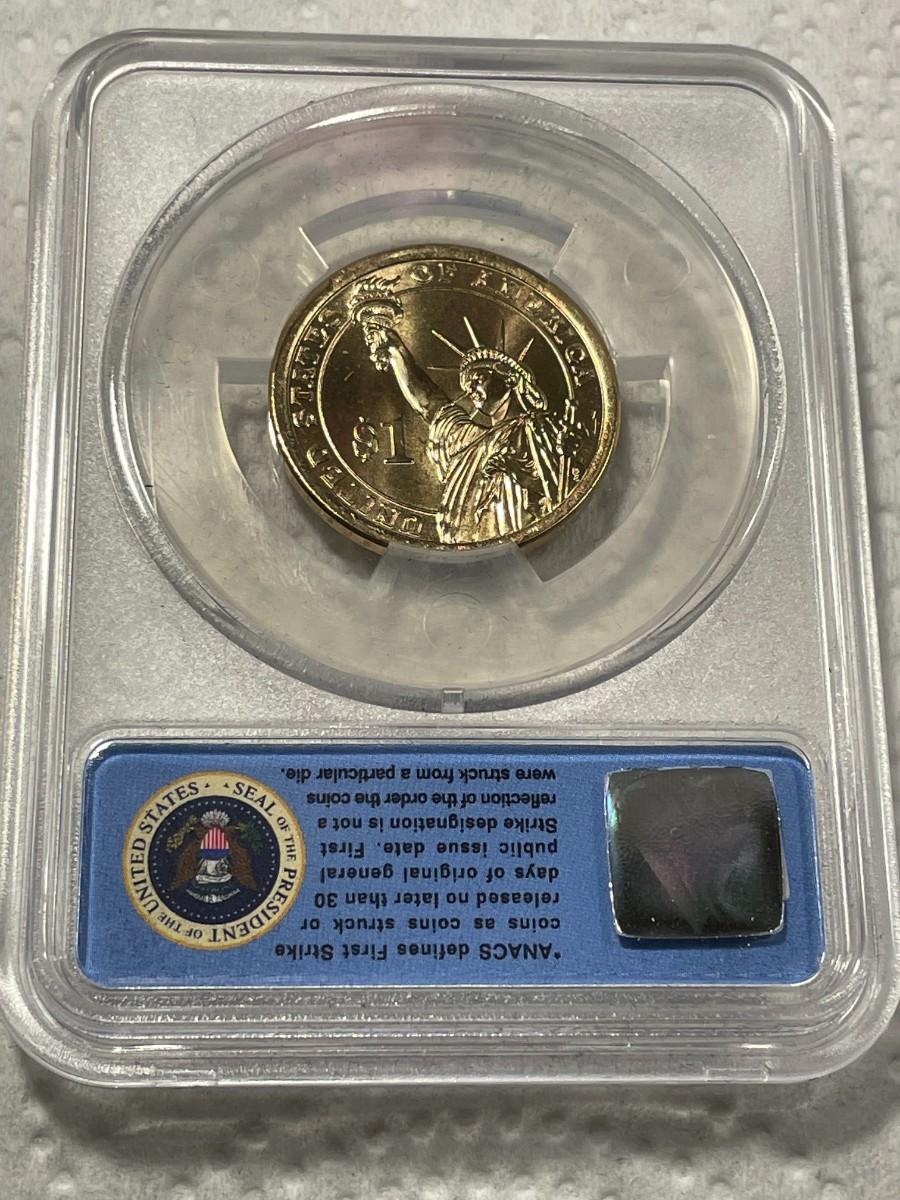 UNITED STATES OF AMERICA
$1
*ANACS defines First Strike
coins as coins struck or
released no later than 30
days of original general
public issue date. First
Strike designation is not a
reflection of the order the coins
were struck from a particular die.
SEAL OF THE PRESIDENT OF THE UNITED STATES